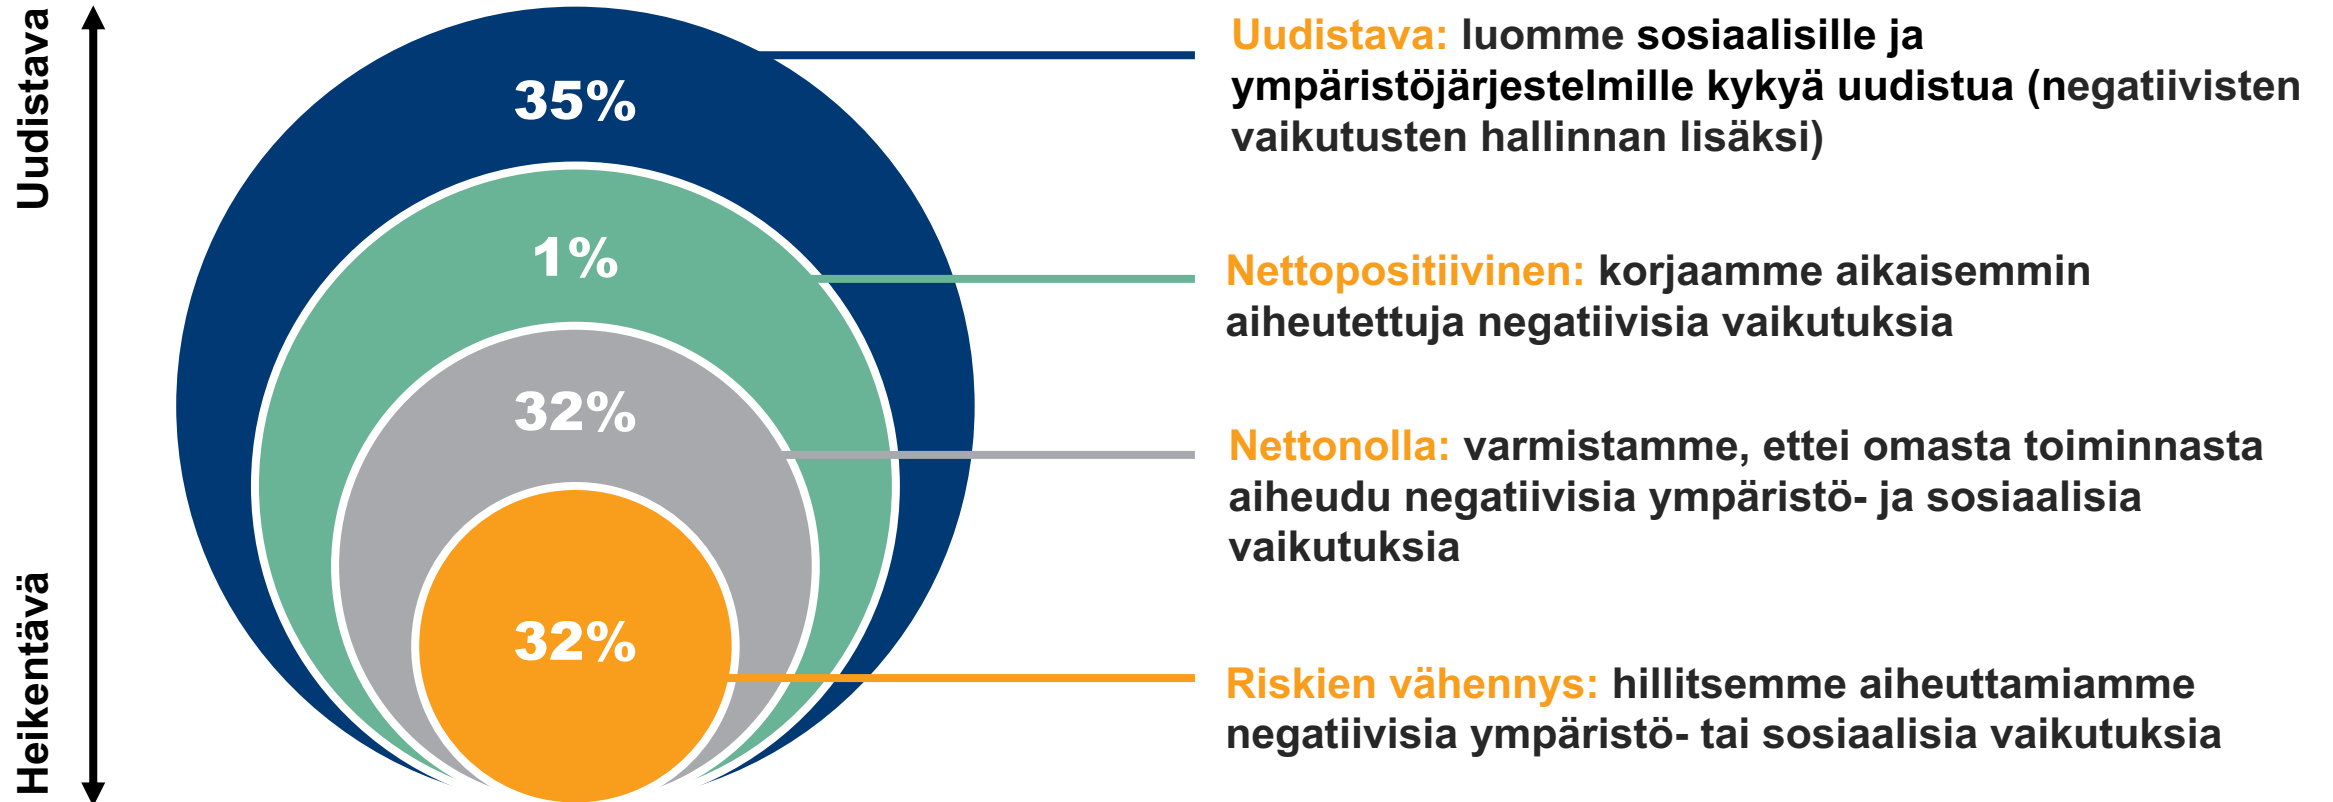 Uudistava
Heikentävä
35%
1%
32%
32%
Uudistava: luomme sosiaalisille ja
ympäristöjärjestelmille kykyä uudistua (negatiivisten
vaikutusten hallinnan lisäksi)
Nettopositiivinen: korjaamme aikaisemmin
aiheutettuja negatiivisia vaikutuksia
Nettonolla: varmistamme, ettei omasta toiminnasta
aiheudu negatiivisia ympäristö- ja sosiaalisia
vaikutuksia
Riskien vähennys: hillitsemme aiheuttamiamme
negatiivisia ympäristö- tai sosiaalisia vaikutuksia